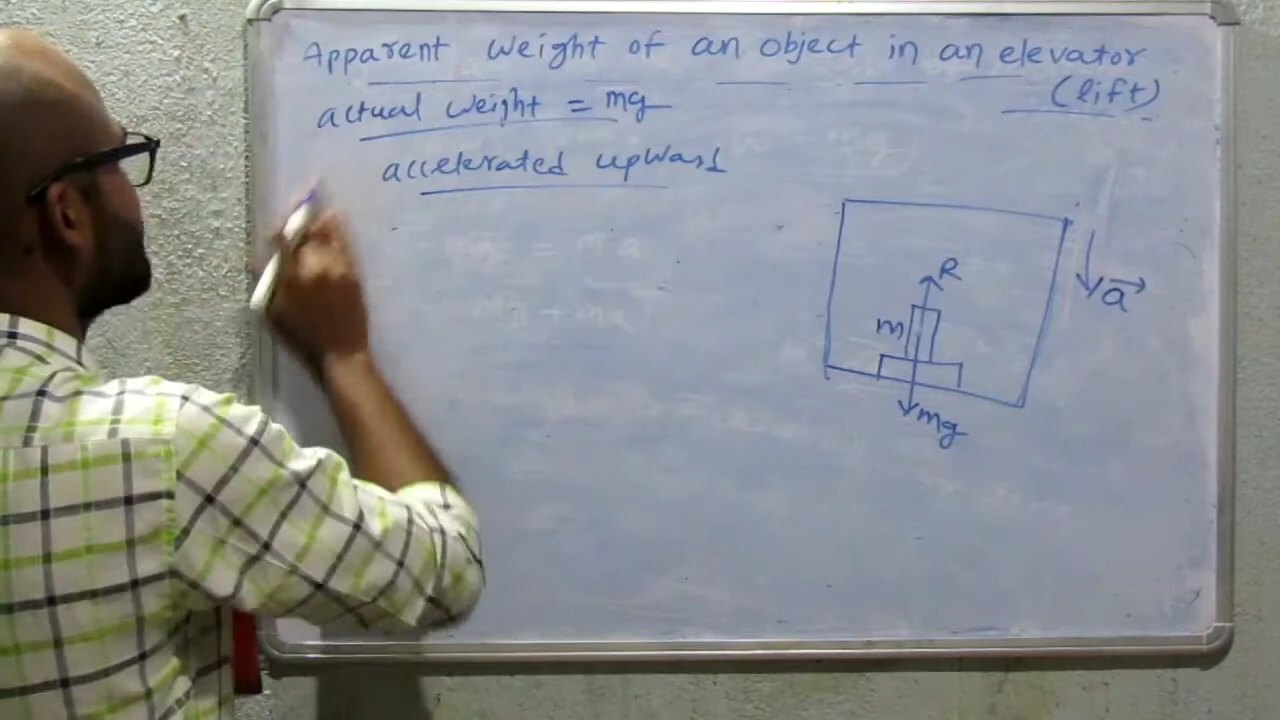 Apparent weight of an object in an elevator
(lift)
actual weight = mg
accelerated upward
R
a
m
mg